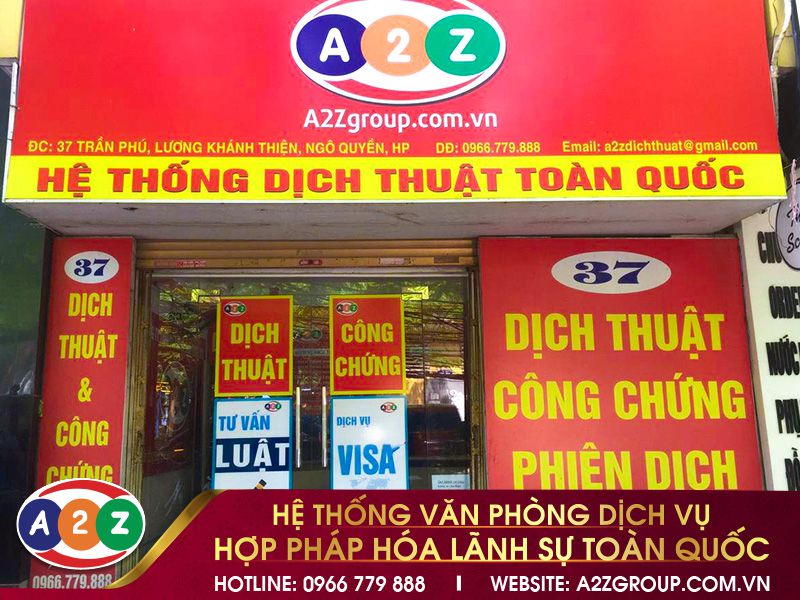 A2Z
A2Zgroup.com.vn
ĐC: 37 TRẦN PHÚ, LƯƠNG KHÁNH THIỆN, NGÔ QUYỀN, HP DĐ: 0966.779.888 Email: a2zdichthuat@gmail.com
HỆ THỐNG DỊCH THUẬT TOÀN QUỐC
37
DỊCH
THUẬT
&
CÔNG
CHỨNG
0966.779.888
DỊCH
THUẬT
CÔNG
CHỨNG
A2Z
TƯ VẤN
LUẬT
A2Z
DỊCH VỤ
VISA
37
DỊCH THUẬT
CÔNG CHỨNG
PHIÊN DỊCH
ORDE
A2Z
HỆ THỐNG VĂN PHÒNG DỊCH VỤ
HỢP PHÁP HÓA LÃNH SỰ TOÀN QUỐC
HOTLINE: 0966 779 888 I WEBSITE: A2ZGROUP.COM.VN